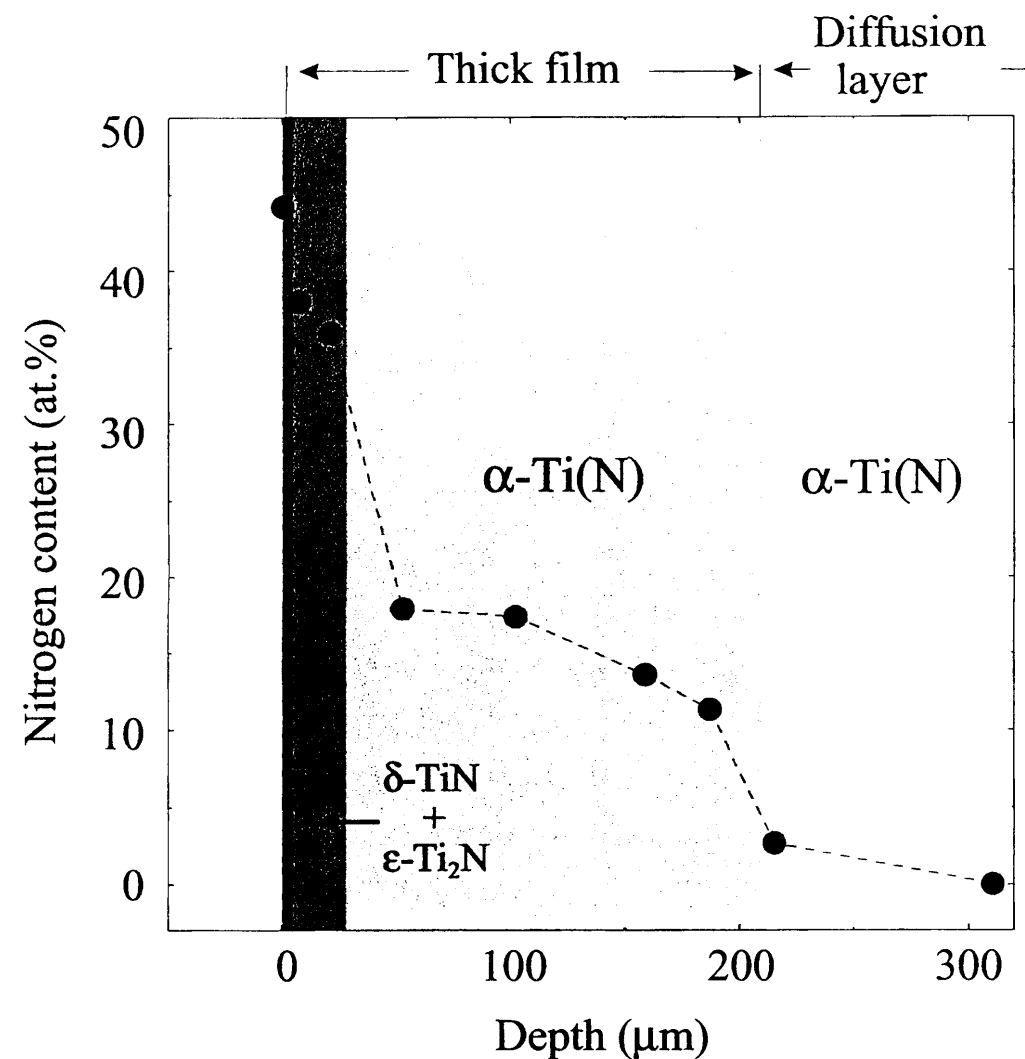 Thick film
Diffusion
layer
50
40
30
20
10
0
Nitrogen content (at.%)
α-Ti(N)
α-Ti(N)
δ-TiN
+
ε-Ti₂N
0
100
200
300
Depth (μm)